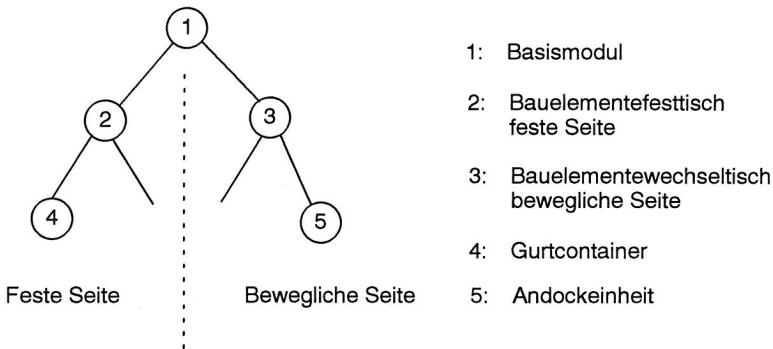 1
2
3
4
5
Feste Seite
Bewegliche Seite
1: Basismodul
2: Bauelementefesttisch
feste Seite
3: Bauelementewechseltisch
bewegliche Seite
4: Gurtcontainer
5: Andockeinheit